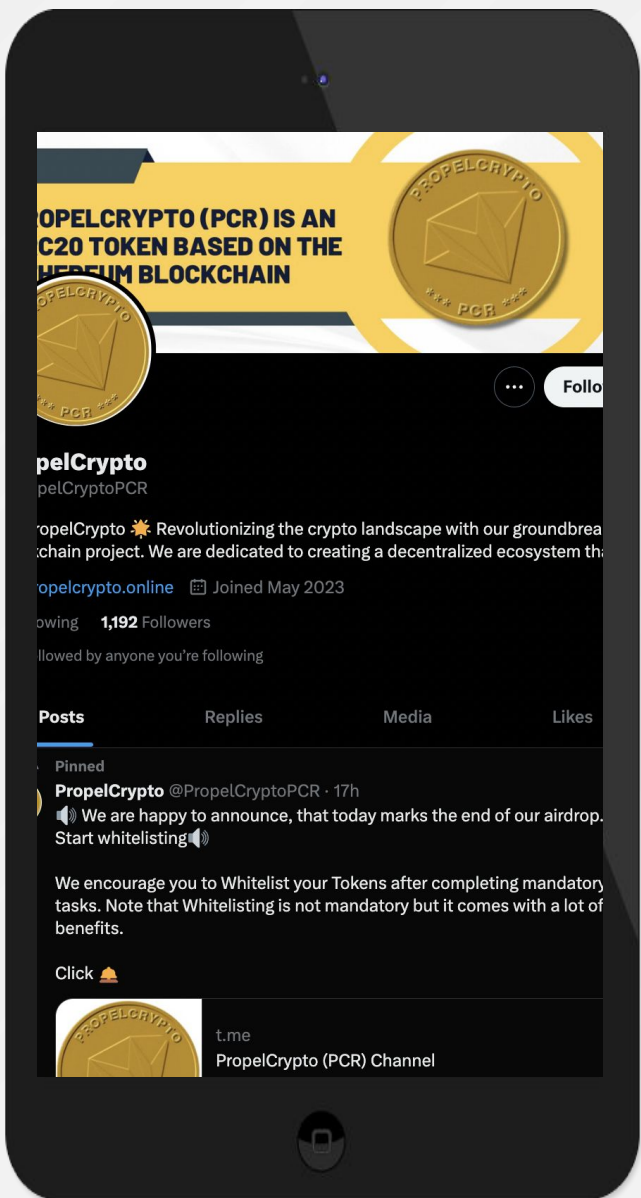 OPELCRYPTO (PCR) IS AN
C20 TOKEN BASED ON THE
HEREUM BLOCKCHAIN
PROPELCRYPTO
*** PCR ***
OPELCRYPTO
PCR ***
Follo
pelCrypto
pelCryptoPCR
ropelCrypto 🌟 Revolutionizing the crypto landscape with our groundbrea
kchain project. We are dedicated to creating a decentralized ecosystem tha
ropelcrypto.online Joined May 2023
owing 1,192 Followers
llowed by anyone you're following
Posts Replies Media Likes
Pinned
PropelCrypto @PropelCryptoPCR · 17h
🔊 We are happy to announce, that today marks the end of our airdrop.
Start whitelisting🔊
We encourage you to Whitelist your Tokens after completing mandatory
tasks. Note that Whitelisting is not mandatory but it comes with a lot of
benefits.
Click 🛎️
PROPELCRYPTO
t.me
PropelCrypto (PCR) Channel